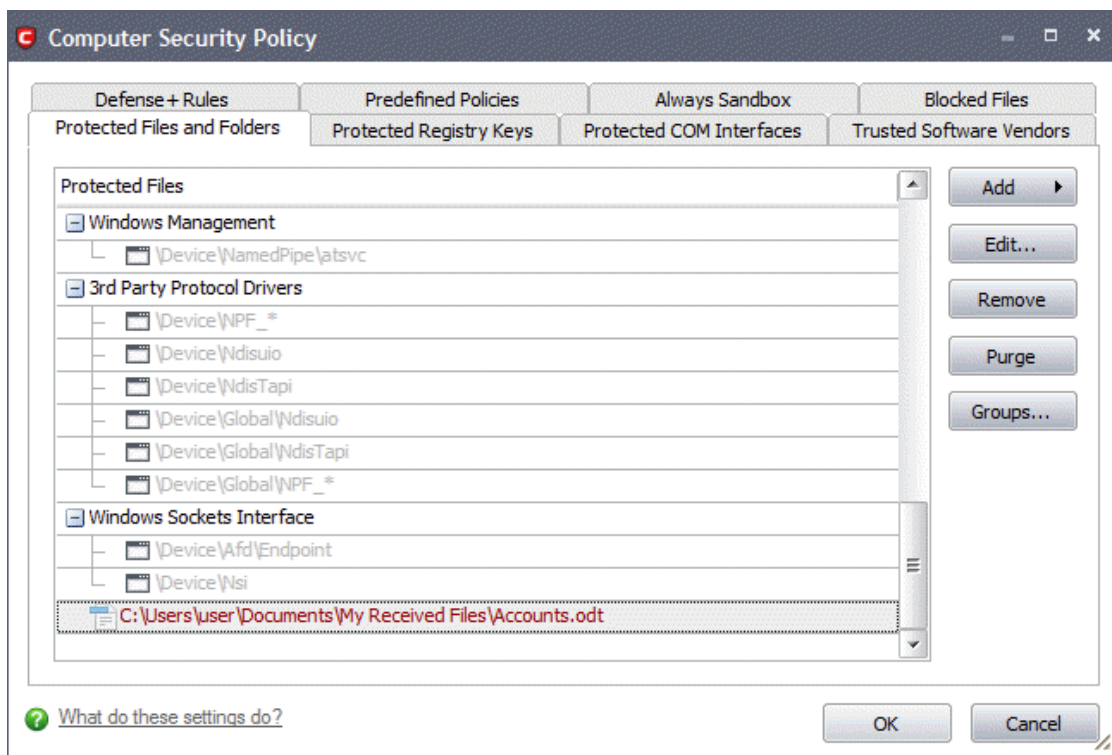 Computer Security Policy
Defense+ Rules
Predefined Policies
Always Sandbox
Blocked Files
Protected Files and Folders
Protected Registry Keys
Protected COM Interfaces
Trusted Software Vendors
Protected Files
Windows Management
\Device\NamedPipe\atsvc
3rd Party Protocol Drivers
\Device\NPF_*
\Device\Ndisuio
\Device\NdisTapi
\Device\Global\Ndisuio
\Device\Global\NdisTapi
\Device\Global\NPF_*
Windows Sockets Interface
\Device\Afd\Endpoint
\Device\Nsi
C:\Users\user\Documents\My Received Files\Accounts.odt
Add
Edit...
Remove
Purge
Groups...
What do these settings do?
OK
Cancel